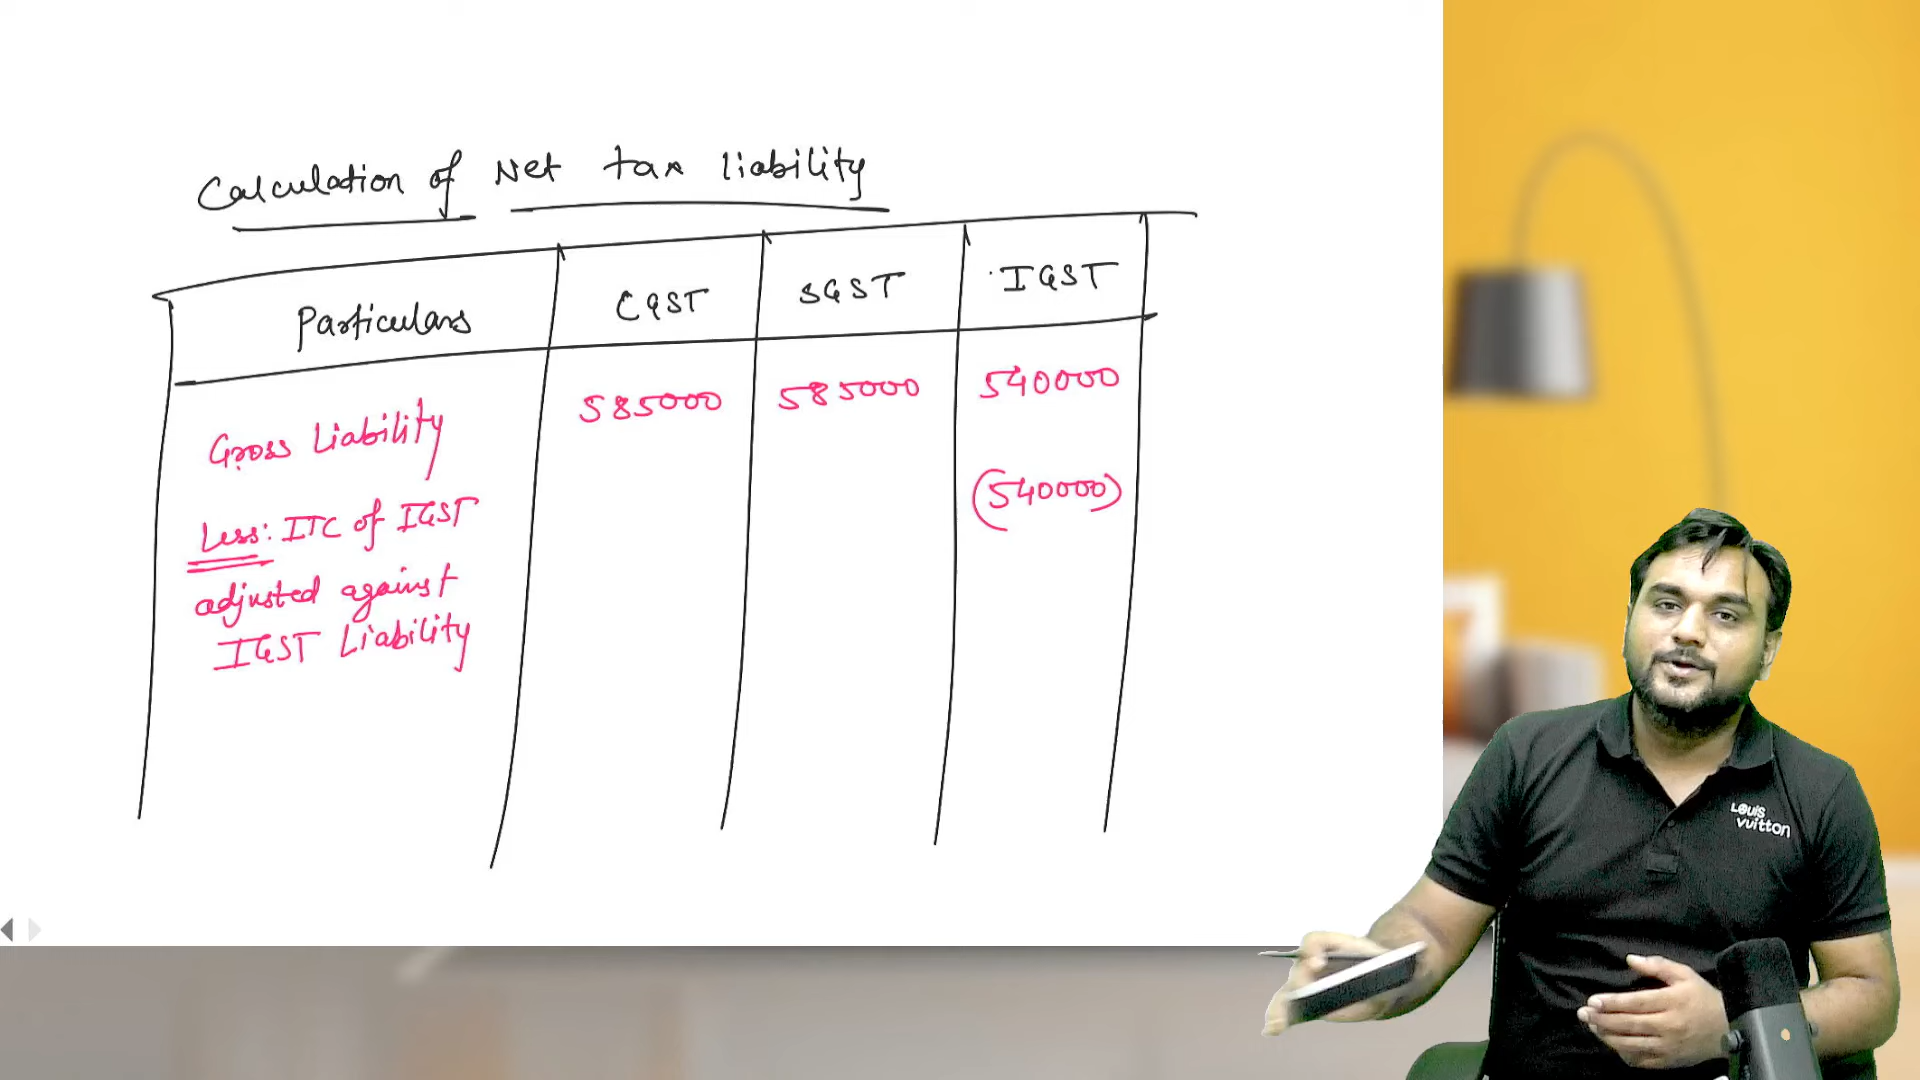 Calculation of Net tax liability
Particulars CGST SGST IGST
Gross Liability 585000 585000 540000
Less: ITC of IGST (540000)
adjusted against
IGST Liability
Louis
vuitton